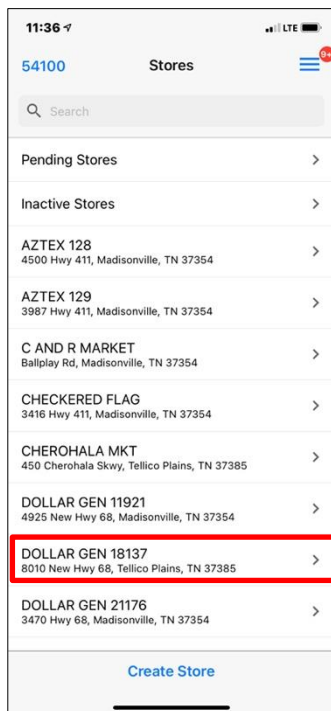 11:36
LTE
9+
54100
Stores
Search
Pending Stores
Inactive Stores
AZTEX 128
4500 Hwy 411, Madisonville, TN 37354
AZTEX 129
3987 Hwy 411, Madisonville, TN 37354
C AND R MARKET
Ballplay Rd, Madisonville, TN 37354
CHECKERED FLAG
3416 Hwy 411, Madisonville, TN 37354
CHEROHALA MKT
450 Cherohala Skwy, Tellico Plains, TN 37385
DOLLAR GEN 11921
4925 New Hwy 68, Madisonville, TN 37354
DOLLAR GEN 18137
8010 New Hwy 68, Tellico Plains, TN 37385
DOLLAR GEN 21176
3470 Hwy 68, Madisonville, TN 37354
Create Store